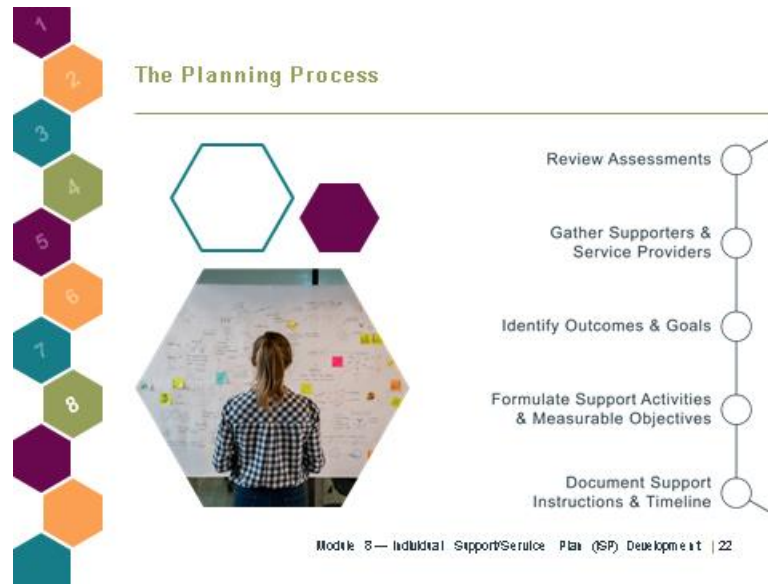 1
2
3
4
5
6
7
8
The Planning Process
Review Assessments
Gather Supporters &
Service Providers
Identify Outcomes & Goals
Formulate Support Activities
& Measurable Objectives
Document Support
Instructions & Timeline
Module 8— Individual Support/Service Plan (ISP) Development | 22